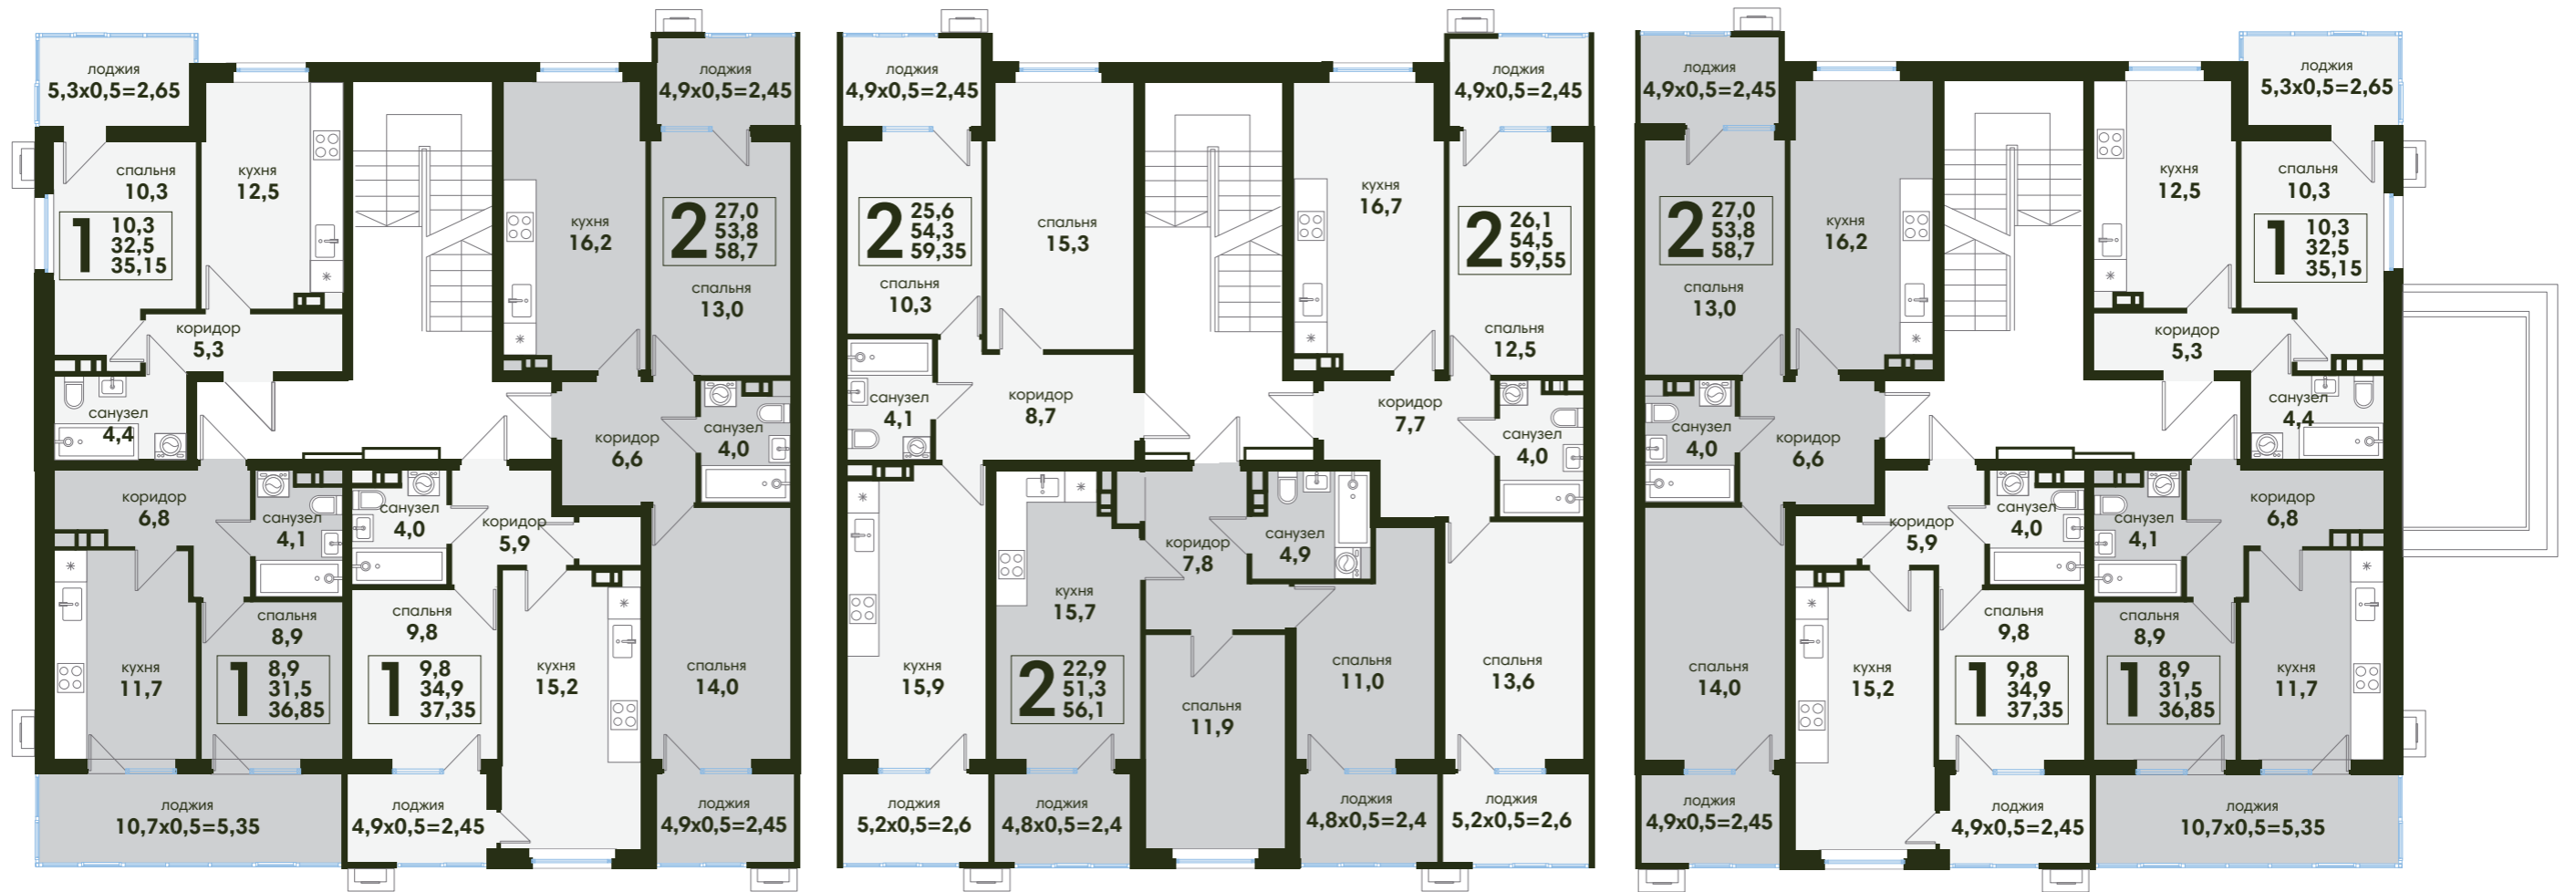 лоджия
5,3x0,5=2,65
спальня
10,3
1
10,3
32,5
35,15
кухня
12,5
коридор
5,3
санузел
4,4
кухня
16,2
лоджия
4,9x0,5=2,45
2
27,0
53,8
58,7
спальня
13,0
коридор
6,6
санузел
4,0
спальня
14,0
лоджия
4,9x0,5=2,45
коридор
6,8
санузел
4,1
кухня
11,7
спальня
8,9
1
8,9
31,5
36,85
лоджия
10,7x0,5=5,35
санузел
4,0
коридор
5,9
спальня
9,8
1
9,8
34,9
37,35
кухня
15,2
лоджия
4,9x0,5=2,45
лоджия
4,9x0,5=2,45
2
25,6
54,3
59,35
спальня
10,3
спальня
15,3
санузел
4,1
коридор
8,7
кухня
15,9
лоджия
5,2x0,5=2,6
кухня
16,7
лоджия
4,9x0,5=2,45
2
26,1
54,5
59,55
спальня
12,5
коридор
7,7
санузел
4,0
спальня
13,6
лоджия
5,2x0,5=2,6
коридор
7,8
санузел
4,9
кухня
15,7
2
22,9
51,3
56,1
спальня
11,9
спальня
11,0
лоджия
4,8x0,5=2,4
лоджия
4,8x0,5=2,4
лоджия
4,9x0,5=2,45
2
27,0
53,8
58,7
спальня
13,0
кухня
16,2
санузел
4,0
коридор
6,6
спальня
14,0
лоджия
4,9x0,5=2,45
кухня
12,5
лоджия
5,3x0,5=2,65
спальня
10,3
1
10,3
32,5
35,15
коридор
5,3
санузел
4,4
коридор
5,9
санузел
4,0
кухня
15,2
спальня
9,8
1
9,8
34,9
37,35
лоджия
4,9x0,5=2,45
санузел
4,1
коридор
6,8
спальня
8,9
1
8,9
31,5
36,85
кухня
11,7
лоджия
10,7x0,5=5,35